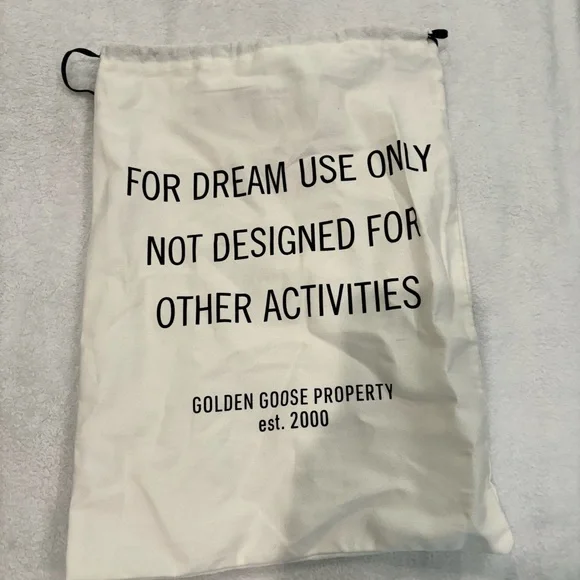 FOR DREAM USE ONLY
NOT DESIGNED FOR
OTHER ACTIVITIES
GOLDEN GOOSE PROPERTY
est. 2000